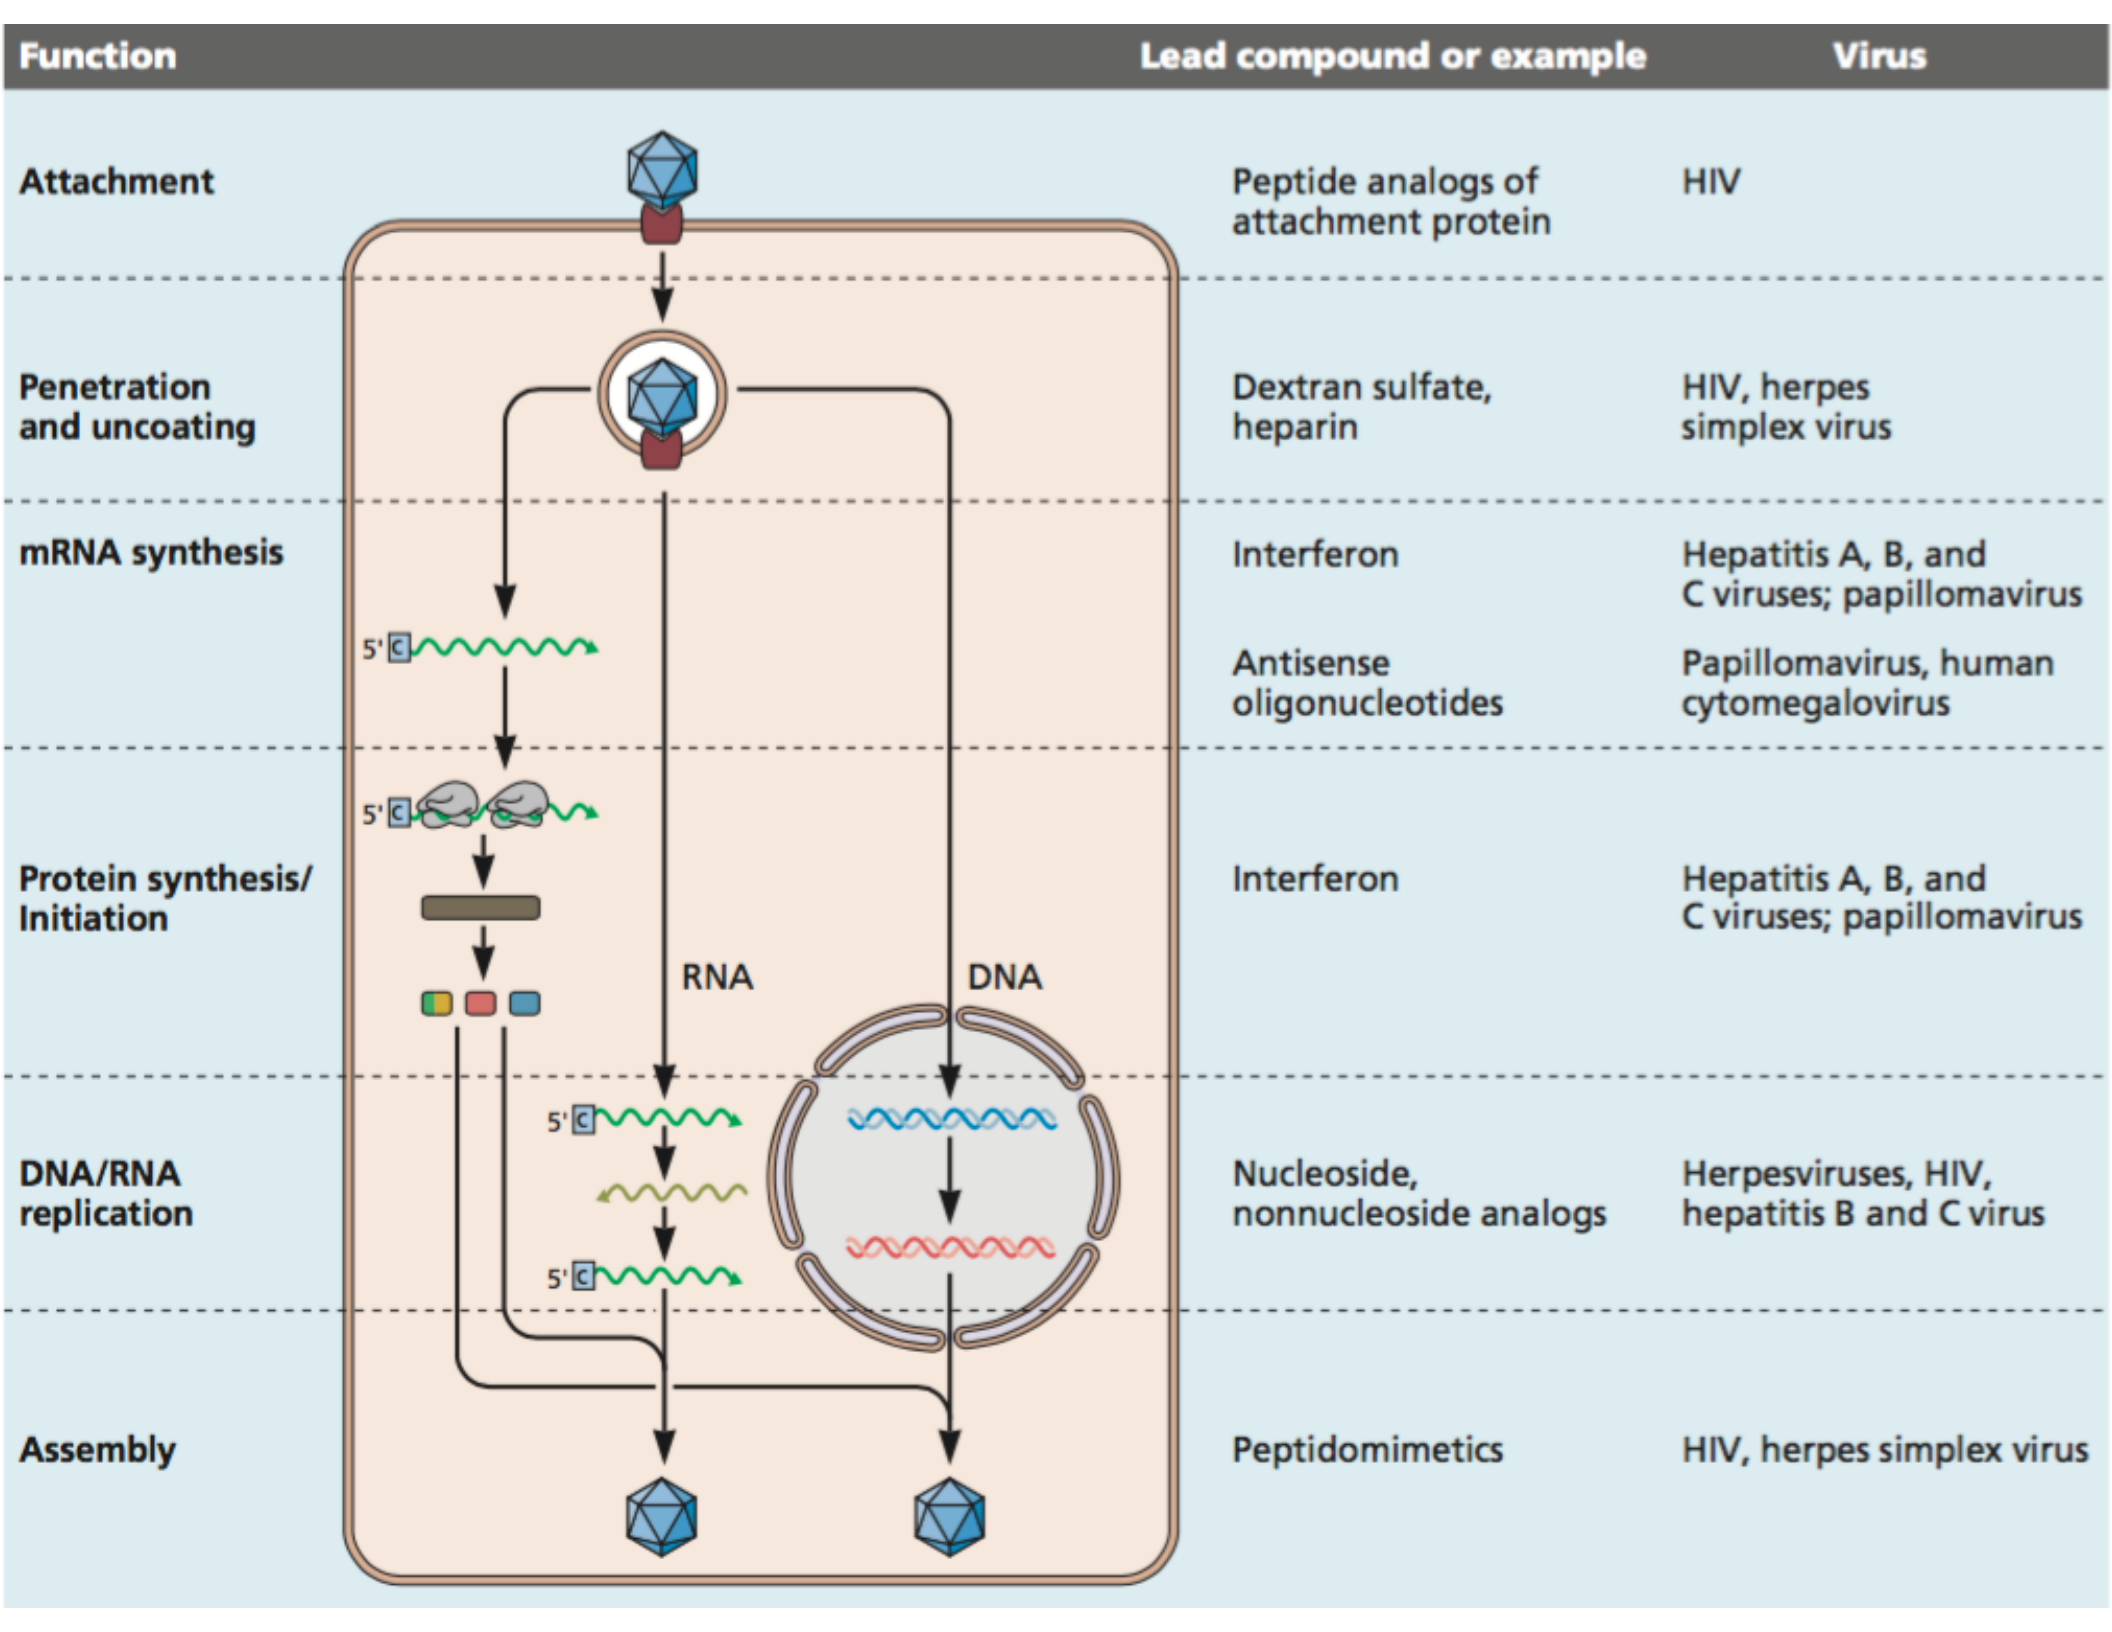 Function Lead compound or example Virus
Attachment
Peptide analogs of
attachment protein
HIV
Penetration
and uncoating
Dextran sulfate,
heparin
HIV, herpes
simplex virus
mRNA synthesis
Interferon
Hepatitis A, B, and
C viruses; papillomavirus
5' C
Antisense
oligonucleotides
Papillomavirus, human
cytomegalovirus
5' C
Protein synthesis/
Initiation
Interferon
Hepatitis A, B, and
C viruses; papillomavirus
RNA
DNA
5' C
DNA/RNA
replication
Nucleoside,
nonnucleoside analogs
Herpesviruses, HIV,
hepatitis B and C virus
5' C
Assembly
Peptidomimetics
HIV, herpes simplex virus